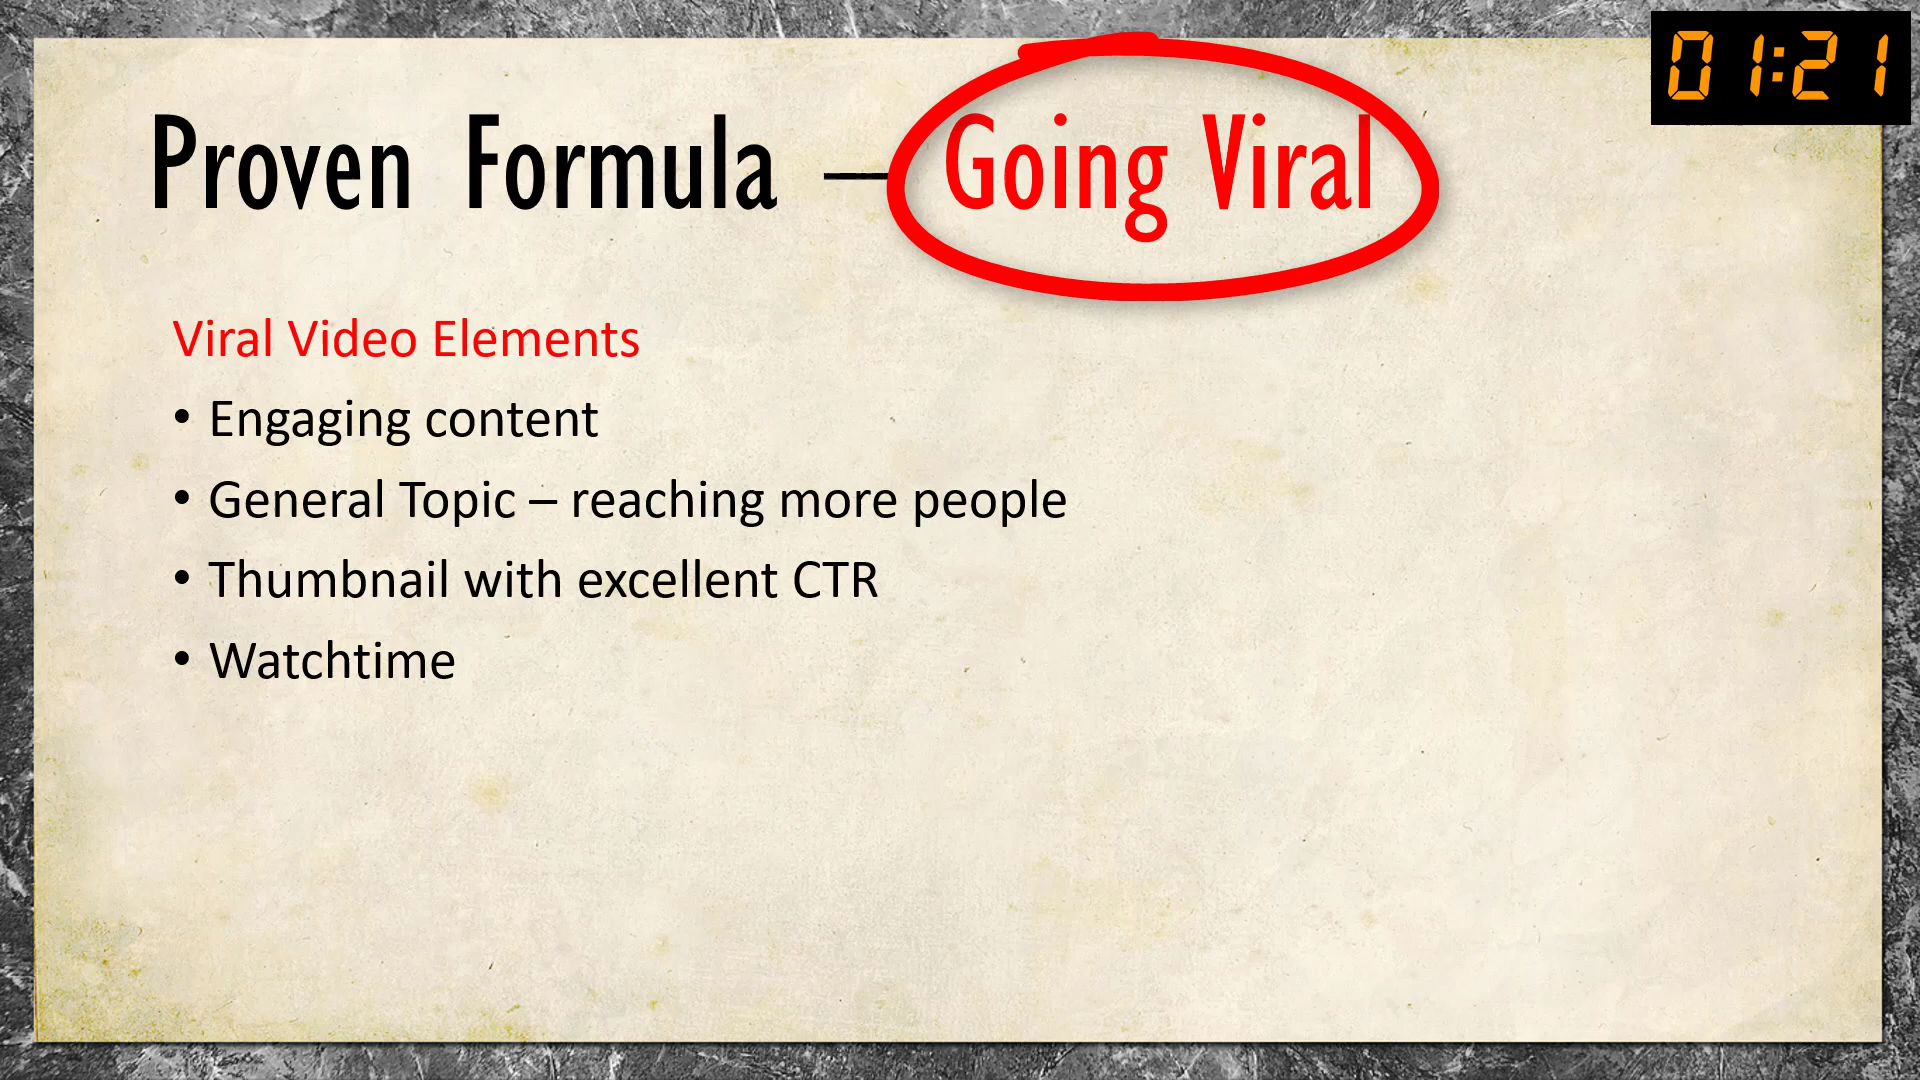 01:21
Proven Formula – Going Viral
Viral Video Elements
• Engaging content
• General Topic – reaching more people
• Thumbnail with excellent CTR
• Watchtime